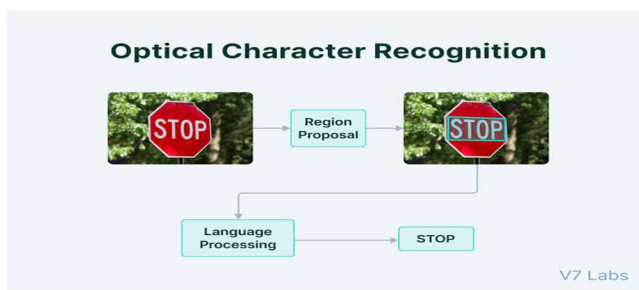 Optical Character Recognition
STOP
Region
Proposal
STOP
Language
Processing
STOP
V7 Labs